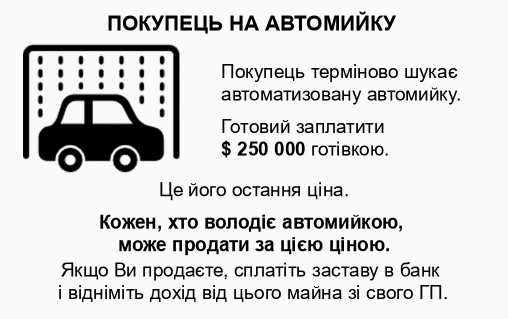 ПОКУПЕЦЬ НА АВТОМИЙКУ
Покупець терміново шукає
автоматизовану автомийку.
Готовий заплатити
$ 250 000 готівкою.
Це його остання ціна.
Кожен, хто володіє автомийкою,
може продати за цією ціною.
Якщо Ви продаєте, сплатіть заставу в банк
і відніміть дохід від цього майна зі свого ГП.